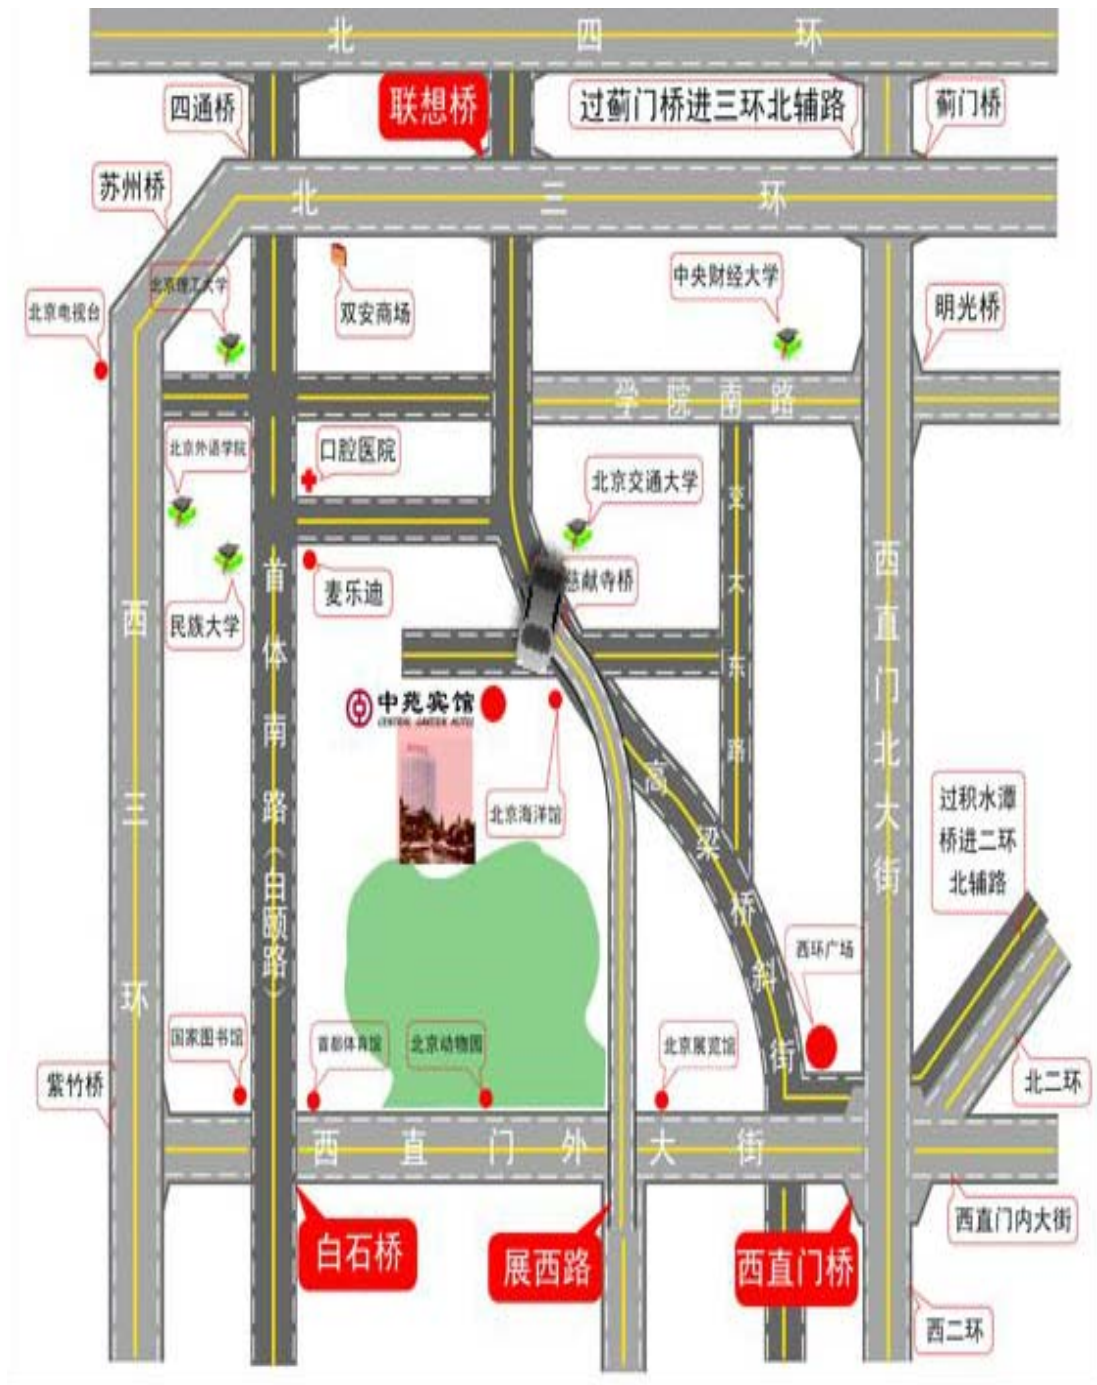 北四环
四通桥
联想桥
过蓟门桥进三环北辅路
蓟门桥
苏州桥
北三环
北京理工大学
北京电视台
双安商场
中央财经大学
明光桥
学院南路
北京外语学院
口腔医院
北京交通大学
交大东路
慈献寺桥
麦乐迪
民族大学
首体南路(白颐路)
西直门北大街
西三环
中苑宾馆
CENTRAL GARDEN HOTEL
北京海洋馆
高梁桥斜街
过积水潭
桥进二环
北辅路
西环广场
国家图书馆
首都体育馆
北京动物园
北京展览馆
紫竹桥
北二环
西直门外大街
白石桥
展西路
西直门桥
西直门内大街
西二环